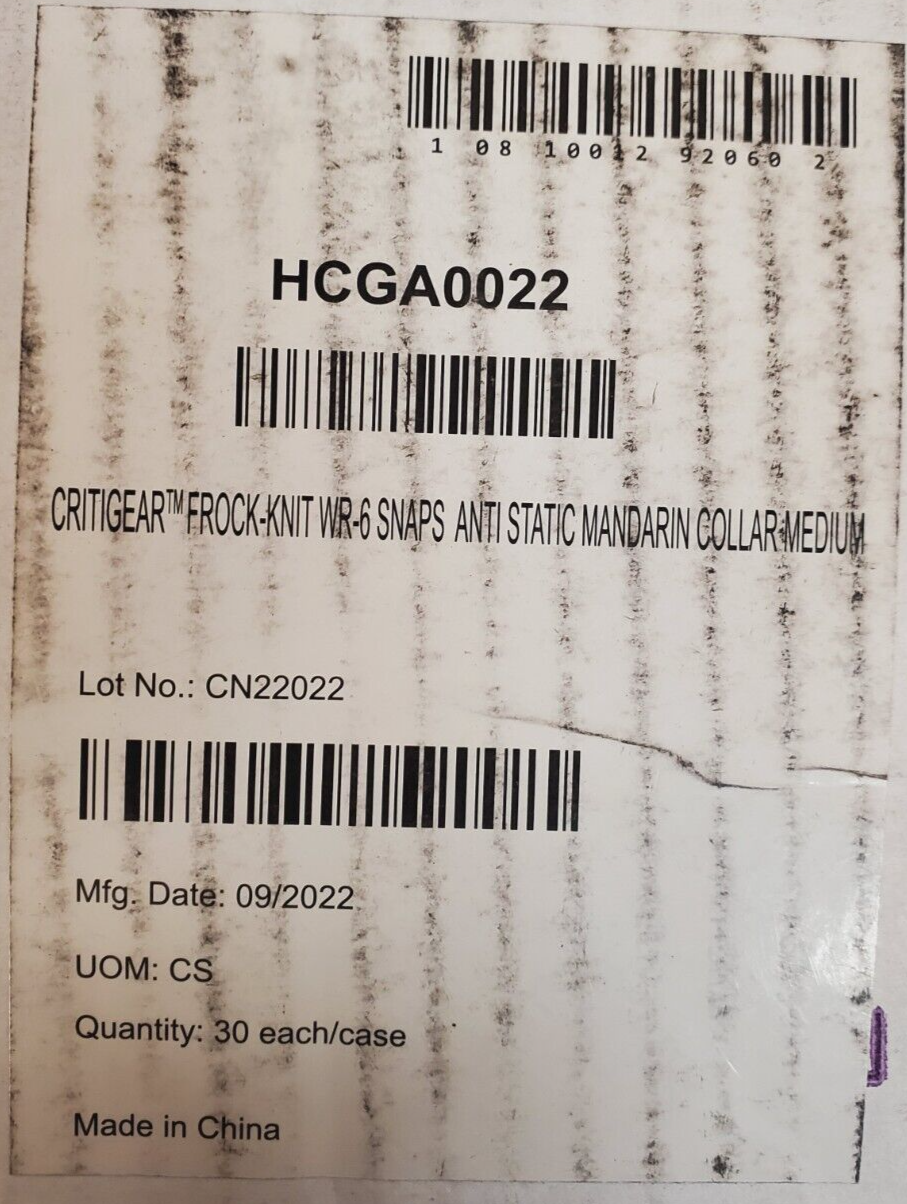 1 08 10012 92060 2
HCGA0022
CRITIGEAR™ FROCK-KNIT WR-6 SNAPS ANTI STATIC MANDARIN COLLAR-MEDIUM
Lot No.: CN22022
Mfg. Date: 09/2022
UOM: CS
Quantity: 30 each/case
Made in China